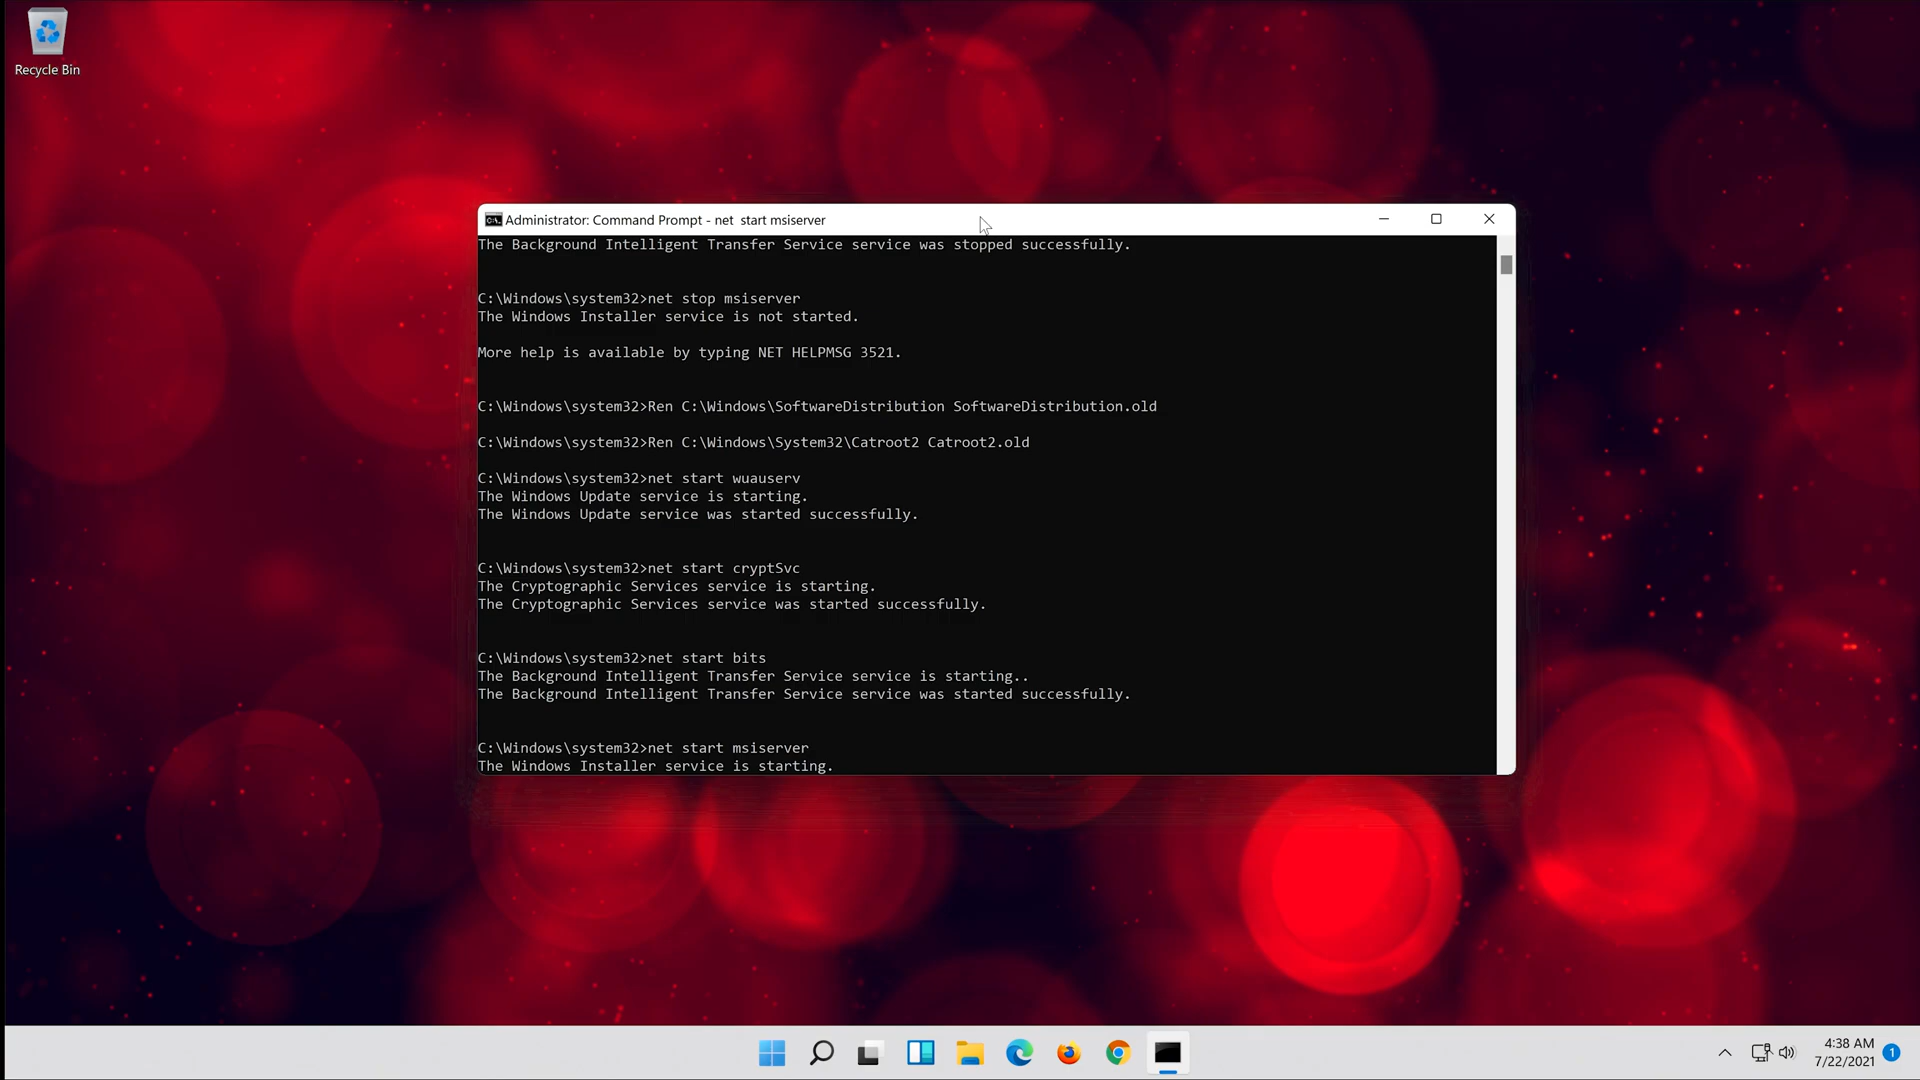 Recycle Bin
Administrator: Command Prompt - net  start msiserver
The Background Intelligent Transfer Service service was stopped successfully.
C:\Windows\system32>net stop msiserver
The Windows Installer service is not started.
More help is available by typing NET HELPMSG 3521.
C:\Windows\system32>Ren C:\Windows\SoftwareDistribution SoftwareDistribution.old
C:\Windows\system32>Ren C:\Windows\System32\Catroot2 Catroot2.old
C:\Windows\system32>net start wuauserv
The Windows Update service is starting.
The Windows Update service was started successfully.
C:\Windows\system32>net start cryptSvc
The Cryptographic Services service is starting.
The Cryptographic Services service was started successfully.
C:\Windows\system32>net start bits
The Background Intelligent Transfer Service service is starting..
The Background Intelligent Transfer Service service was started successfully.
C:\Windows\system32>net start msiserver
The Windows Installer service is starting.
4:38 AM
7/22/2021
1